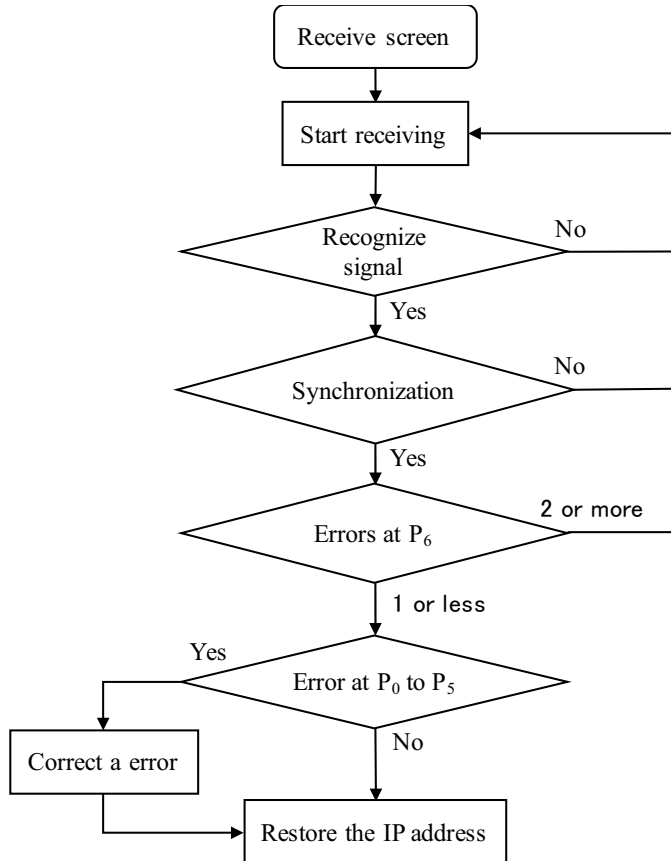 Receive screen
Start receiving
Recognize
signal
No
Yes
Synchronization
No
Yes
Errors at P₆
2 or more
1 or less
Error at P₀ to P₅
Yes
No
Correct a error
Restore the IP address